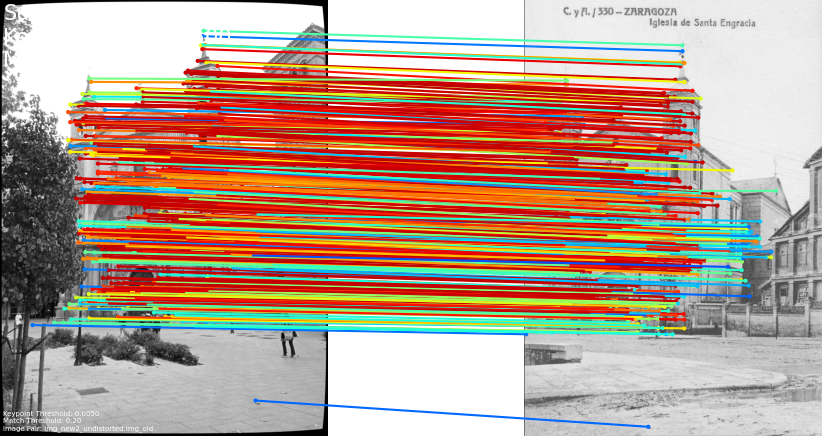 C. y A. / 330 – ZARAGOZA
Iglesia de Santa Engracia
Keypoint Threshold: 0.0050
Match Threshold: 0.20
Image Pair: img_new2_undistorted:img_old